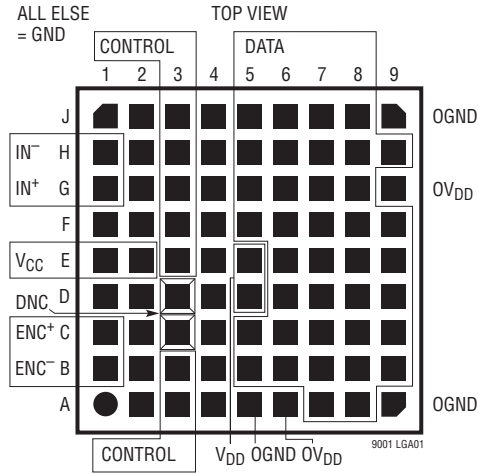 ALL ELSE
= GND
TOP VIEW
CONTROL
DATA
1 2 3 4 5 6 7 8 9
J
OGND
IN⁻ H
IN⁺ G
OVDD
F
VCC E
D
DNC
ENC⁺ C
ENC⁻ B
A
OGND
9001 LGA01
CONTROL
VDD OGND OVDD